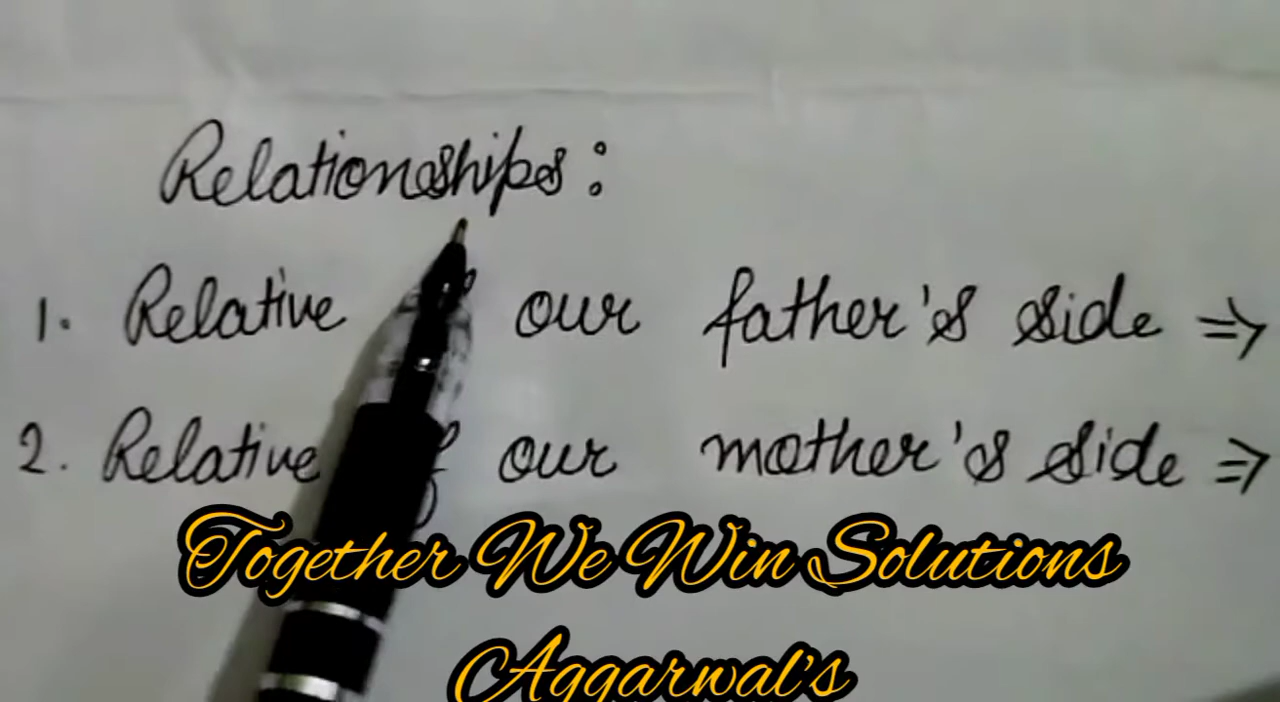 Relationships:
1. Relative our father's side ⇒
2. Relative our mother's side ⇒
Together We Win Solutions
Aggarwal's